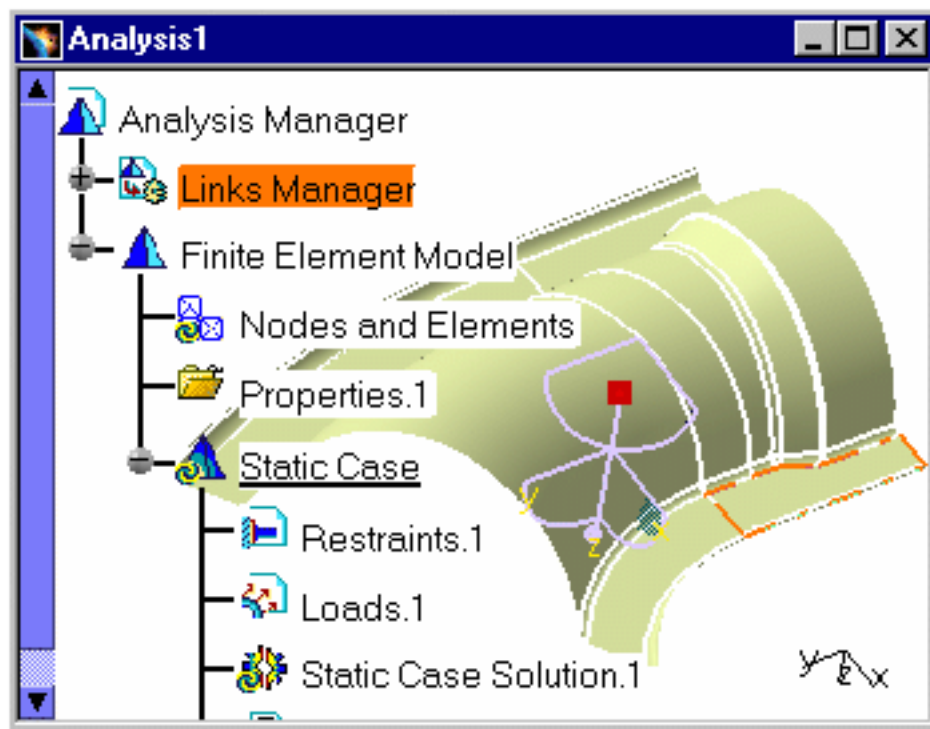 Analysis1
Analysis Manager
Links Manager
Finite Element Model
Nodes and Elements
Properties.1
Static Case
Restraints.1
Loads.1
Static Case Solution.1
y
z
x
y
z
x